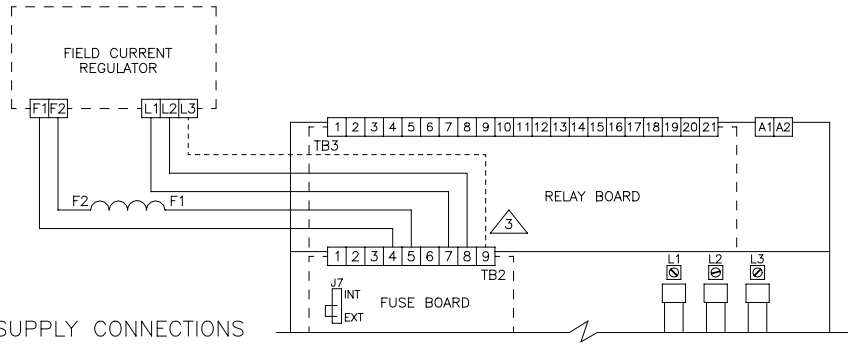 FIELD CURRENT
REGULATOR
F1 F2 L1 L2 L3
1 2 3 4 5 6 7 8 9 10 11 12 13 14 15 16 17 18 19 20 21 A1 A2
TB3
F2 F1
RELAY BOARD
3
1 2 3 4 5 6 7 8 9
TB2
L1 L2 L3
J7
INT
EXT
FUSE BOARD
SUPPLY CONNECTIONS